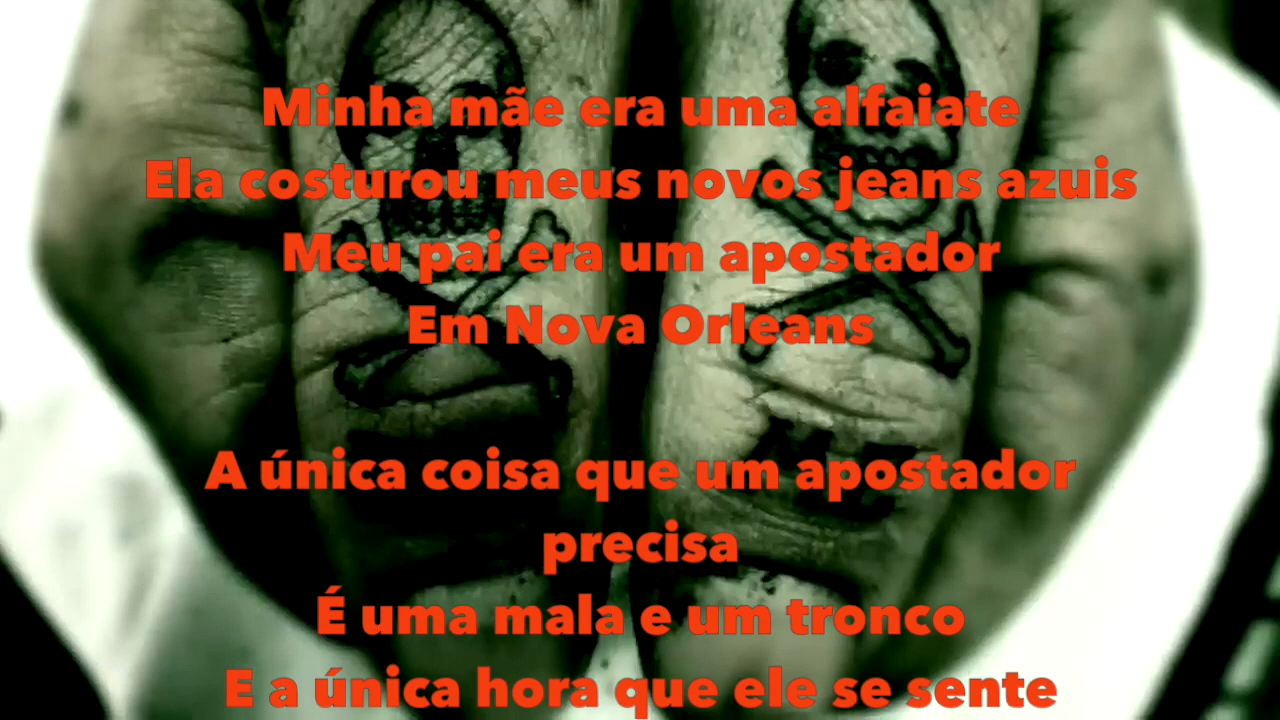 Minha mãe era uma alfaiate
Ela costurou meus novos jeans azuis
Meu pai era um apostador
Em Nova Orleans
A única coisa que um apostador
precisa
É uma mala e um tronco
E a única hora que ele se sente